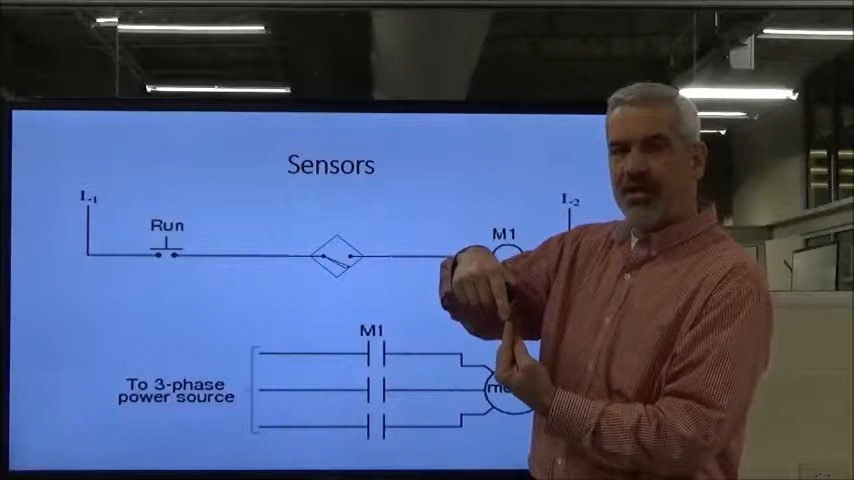 Sensors
L1
L2
Run
M1
M1
To 3-phase
power source